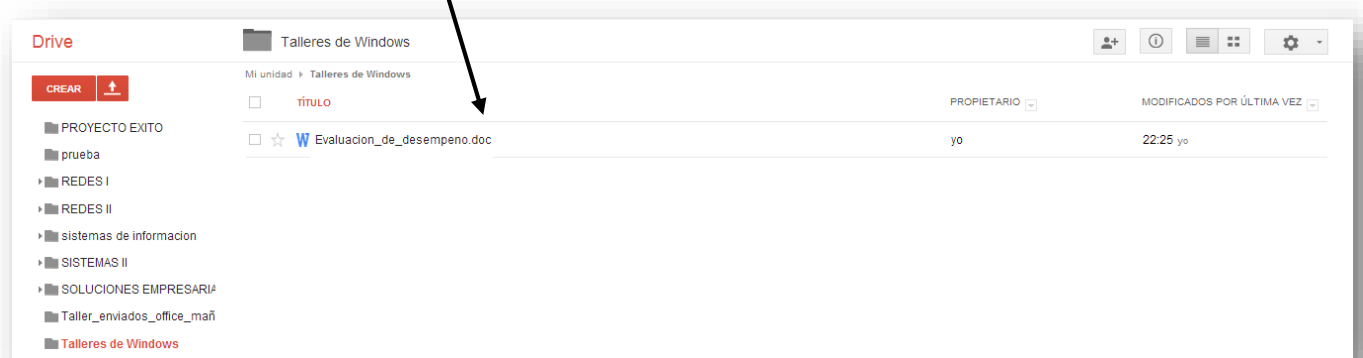 Drive
Talleres de Windows
Mi unidad Talleres de Windows
CREAR
TÍTULO PROPIETARIO MODIFICADOS POR ÚLTIMA VEZ
Evaluacion_de_desempeno.doc yo 22:25 yo
PROYECTO EXITO
prueba
REDES I
REDES II
sistemas de informacion
SISTEMAS II
SOLUCIONES EMPRESARIA
Taller_enviados_office_mañ
Talleres de Windows